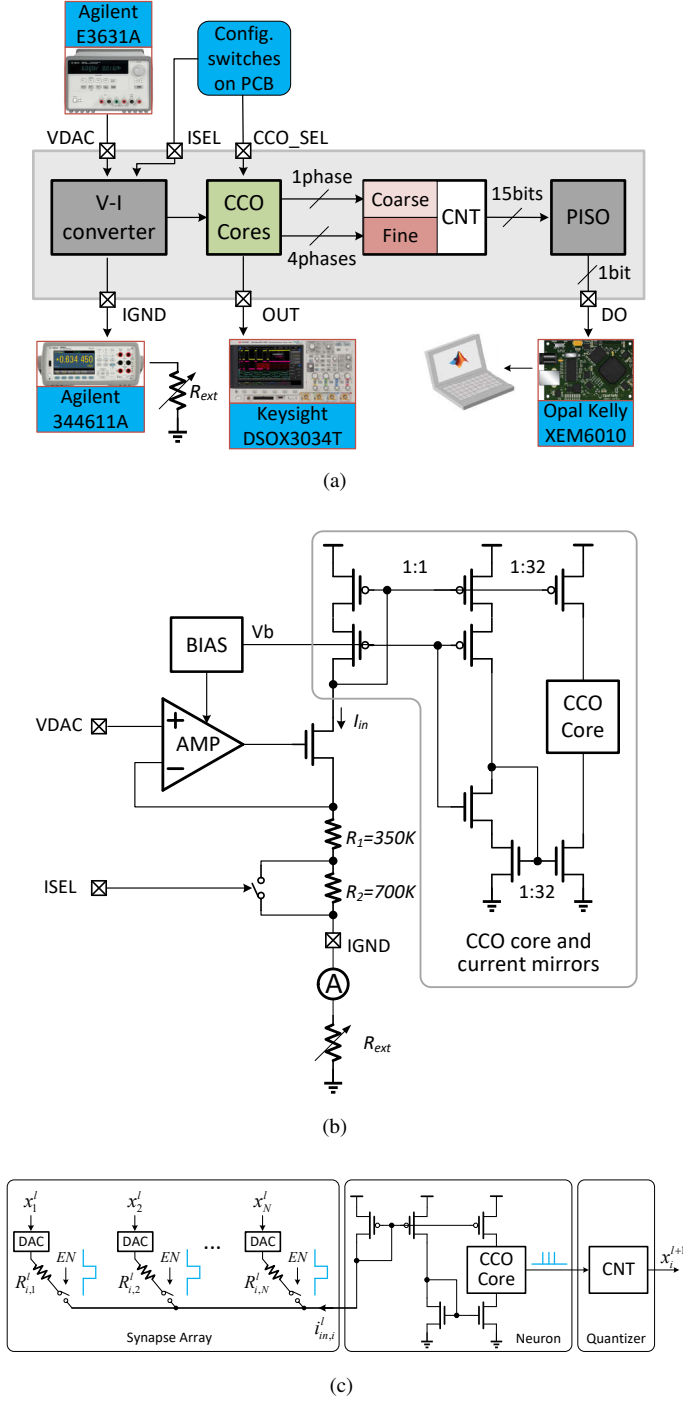 Agilent
E3631A
Config.
switches
on PCB
VDAC
ISEL
CCO_SEL
V-I
converter
CCO
Cores
1phase
4phases
Coarse
Fine
CNT
15bits
PISO
1bit
IGND
OUT
DO
+0.634 450
Agilent
344611A
R_ext
Keysight
DSOX3034T
Opal Kelly
XEM6010
(a)
1:1
1:32
BIAS
Vb
VDAC
AMP
I_in
CCO
Core
R_1=350K
ISEL
R_2=700K
1:32
IGND
CCO core and
current mirrors
A
R_ext
(b)
x_1^l
x_2^l
x_N^l
DAC
DAC
DAC
EN
EN
...
EN
R_{i,1}^l
R_{i,2}^l
R_{i,N}^l
i_{in,i}^l
CCO
Core
CNT
x_i^{l+1}
Synapse Array
Neuron
Quantizer
(c)